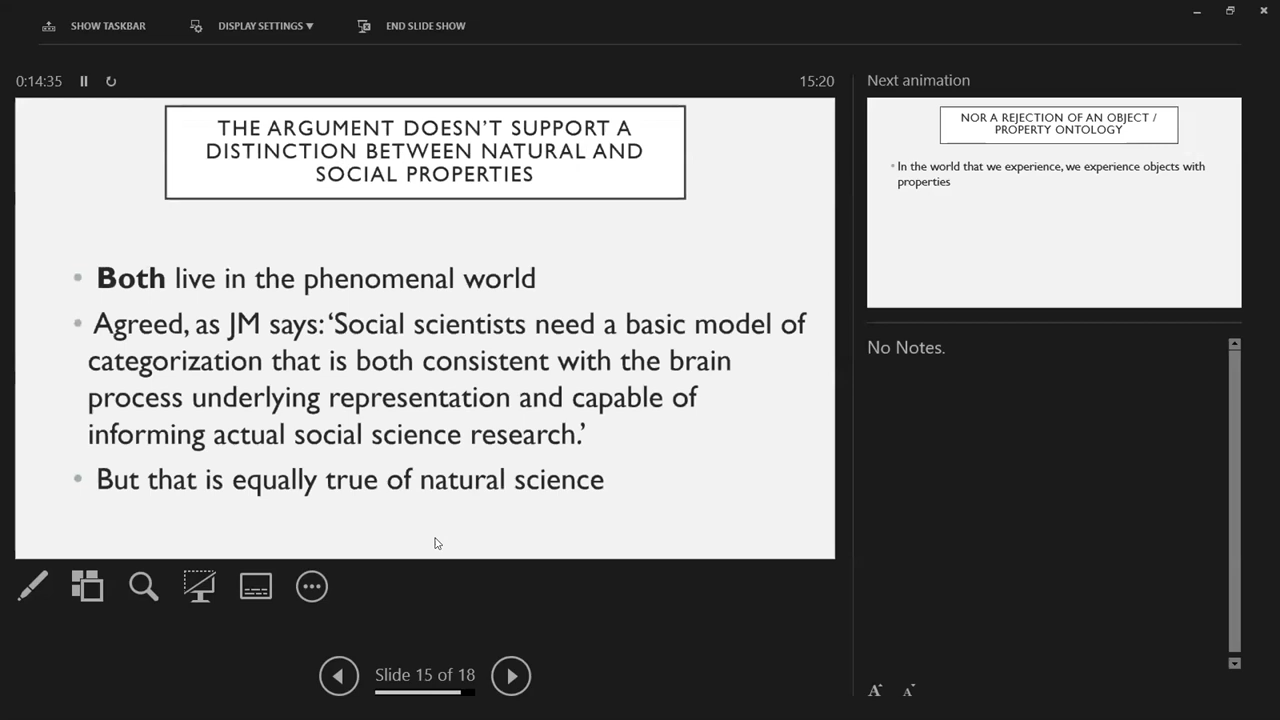 SHOW TASKBAR
DISPLAY SETTINGS ▼
END SLIDE SHOW
0:14:35
15:20
THE ARGUMENT DOESN'T SUPPORT A
DISTINCTION BETWEEN NATURAL AND
SOCIAL PROPERTIES
• Both live in the phenomenal world
• Agreed, as JM says: ‘Social scientists need a basic model of
categorization that is both consistent with the brain
process underlying representation and capable of
informing actual social science research.’
• But that is equally true of natural science
Slide 15 of 18
Next animation
NOR A REJECTION OF AN OBJECT /
PROPERTY ONTOLOGY
• In the world that we experience, we experience objects with
properties
No Notes.
A A